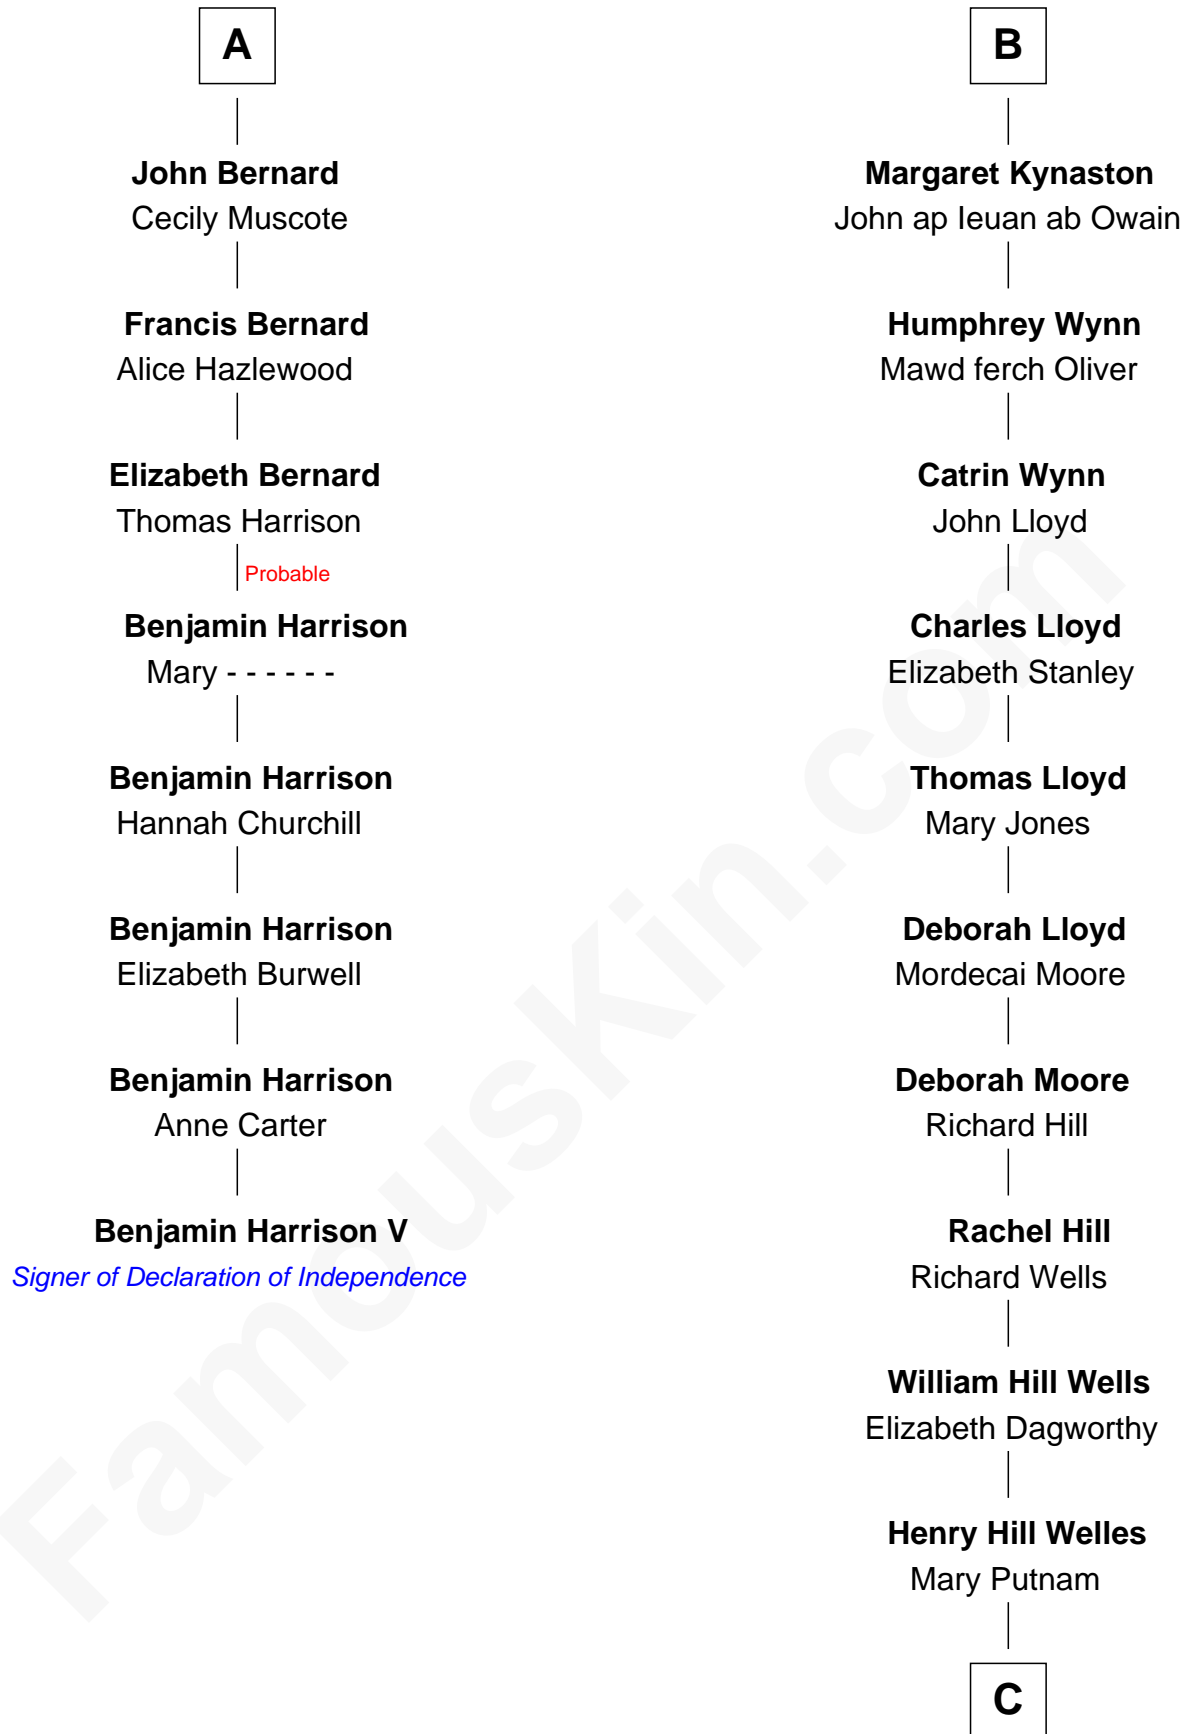 A
John Bernard
Cecily Muscote
Francis Bernard
Alice Hazlewood
Elizabeth Bernard
Thomas Harrison
Probable
Benjamin Harrison
Mary - - - - - -
Benjamin Harrison
Hannah Churchill
Benjamin Harrison
Elizabeth Burwell
Benjamin Harrison
Anne Carter
Benjamin Harrison V
Signer of Declaration of Independence
B
Margaret Kynaston
John ap Ieuan ab Owain
Humphrey Wynn
Mawd ferch Oliver
Catrin Wynn
John Lloyd
Charles Lloyd
Elizabeth Stanley
Thomas Lloyd
Mary Jones
Deborah Lloyd
Mordecai Moore
Deborah Moore
Richard Hill
Rachel Hill
Richard Wells
William Hill Wells
Elizabeth Dagworthy
Henry Hill Welles
Mary Putnam
C
FamousKin.com